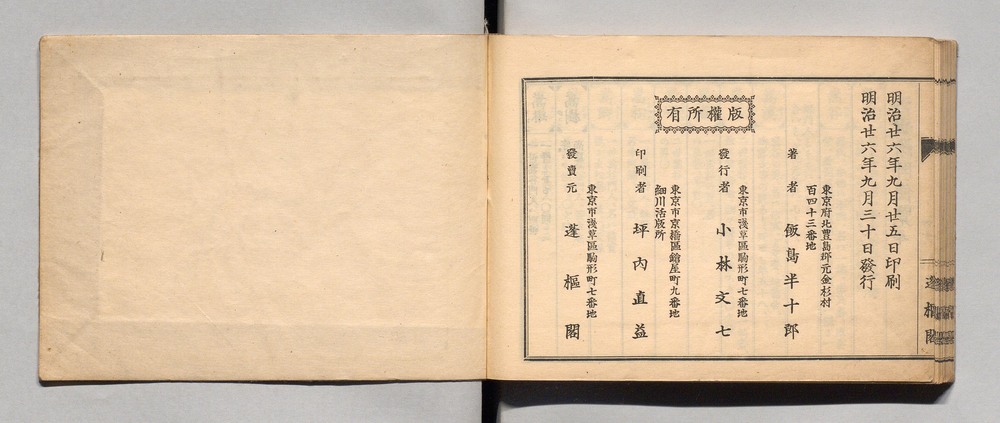 明治廿六年九月廿五日印刷
明治廿六年九月三十日發行
版權所有
東京府北豊島郡元金杉村
百四十三番地
著者 飯島半十郎
東京市淺草區駒形町七番地
發行者 小林文七
東京市京橋區鎗屋町九番地
細川活版所
印刷者 坪内直益
東京市淺草區駒形町七番地
發賣元 蓬樞閣
蓬樞閣